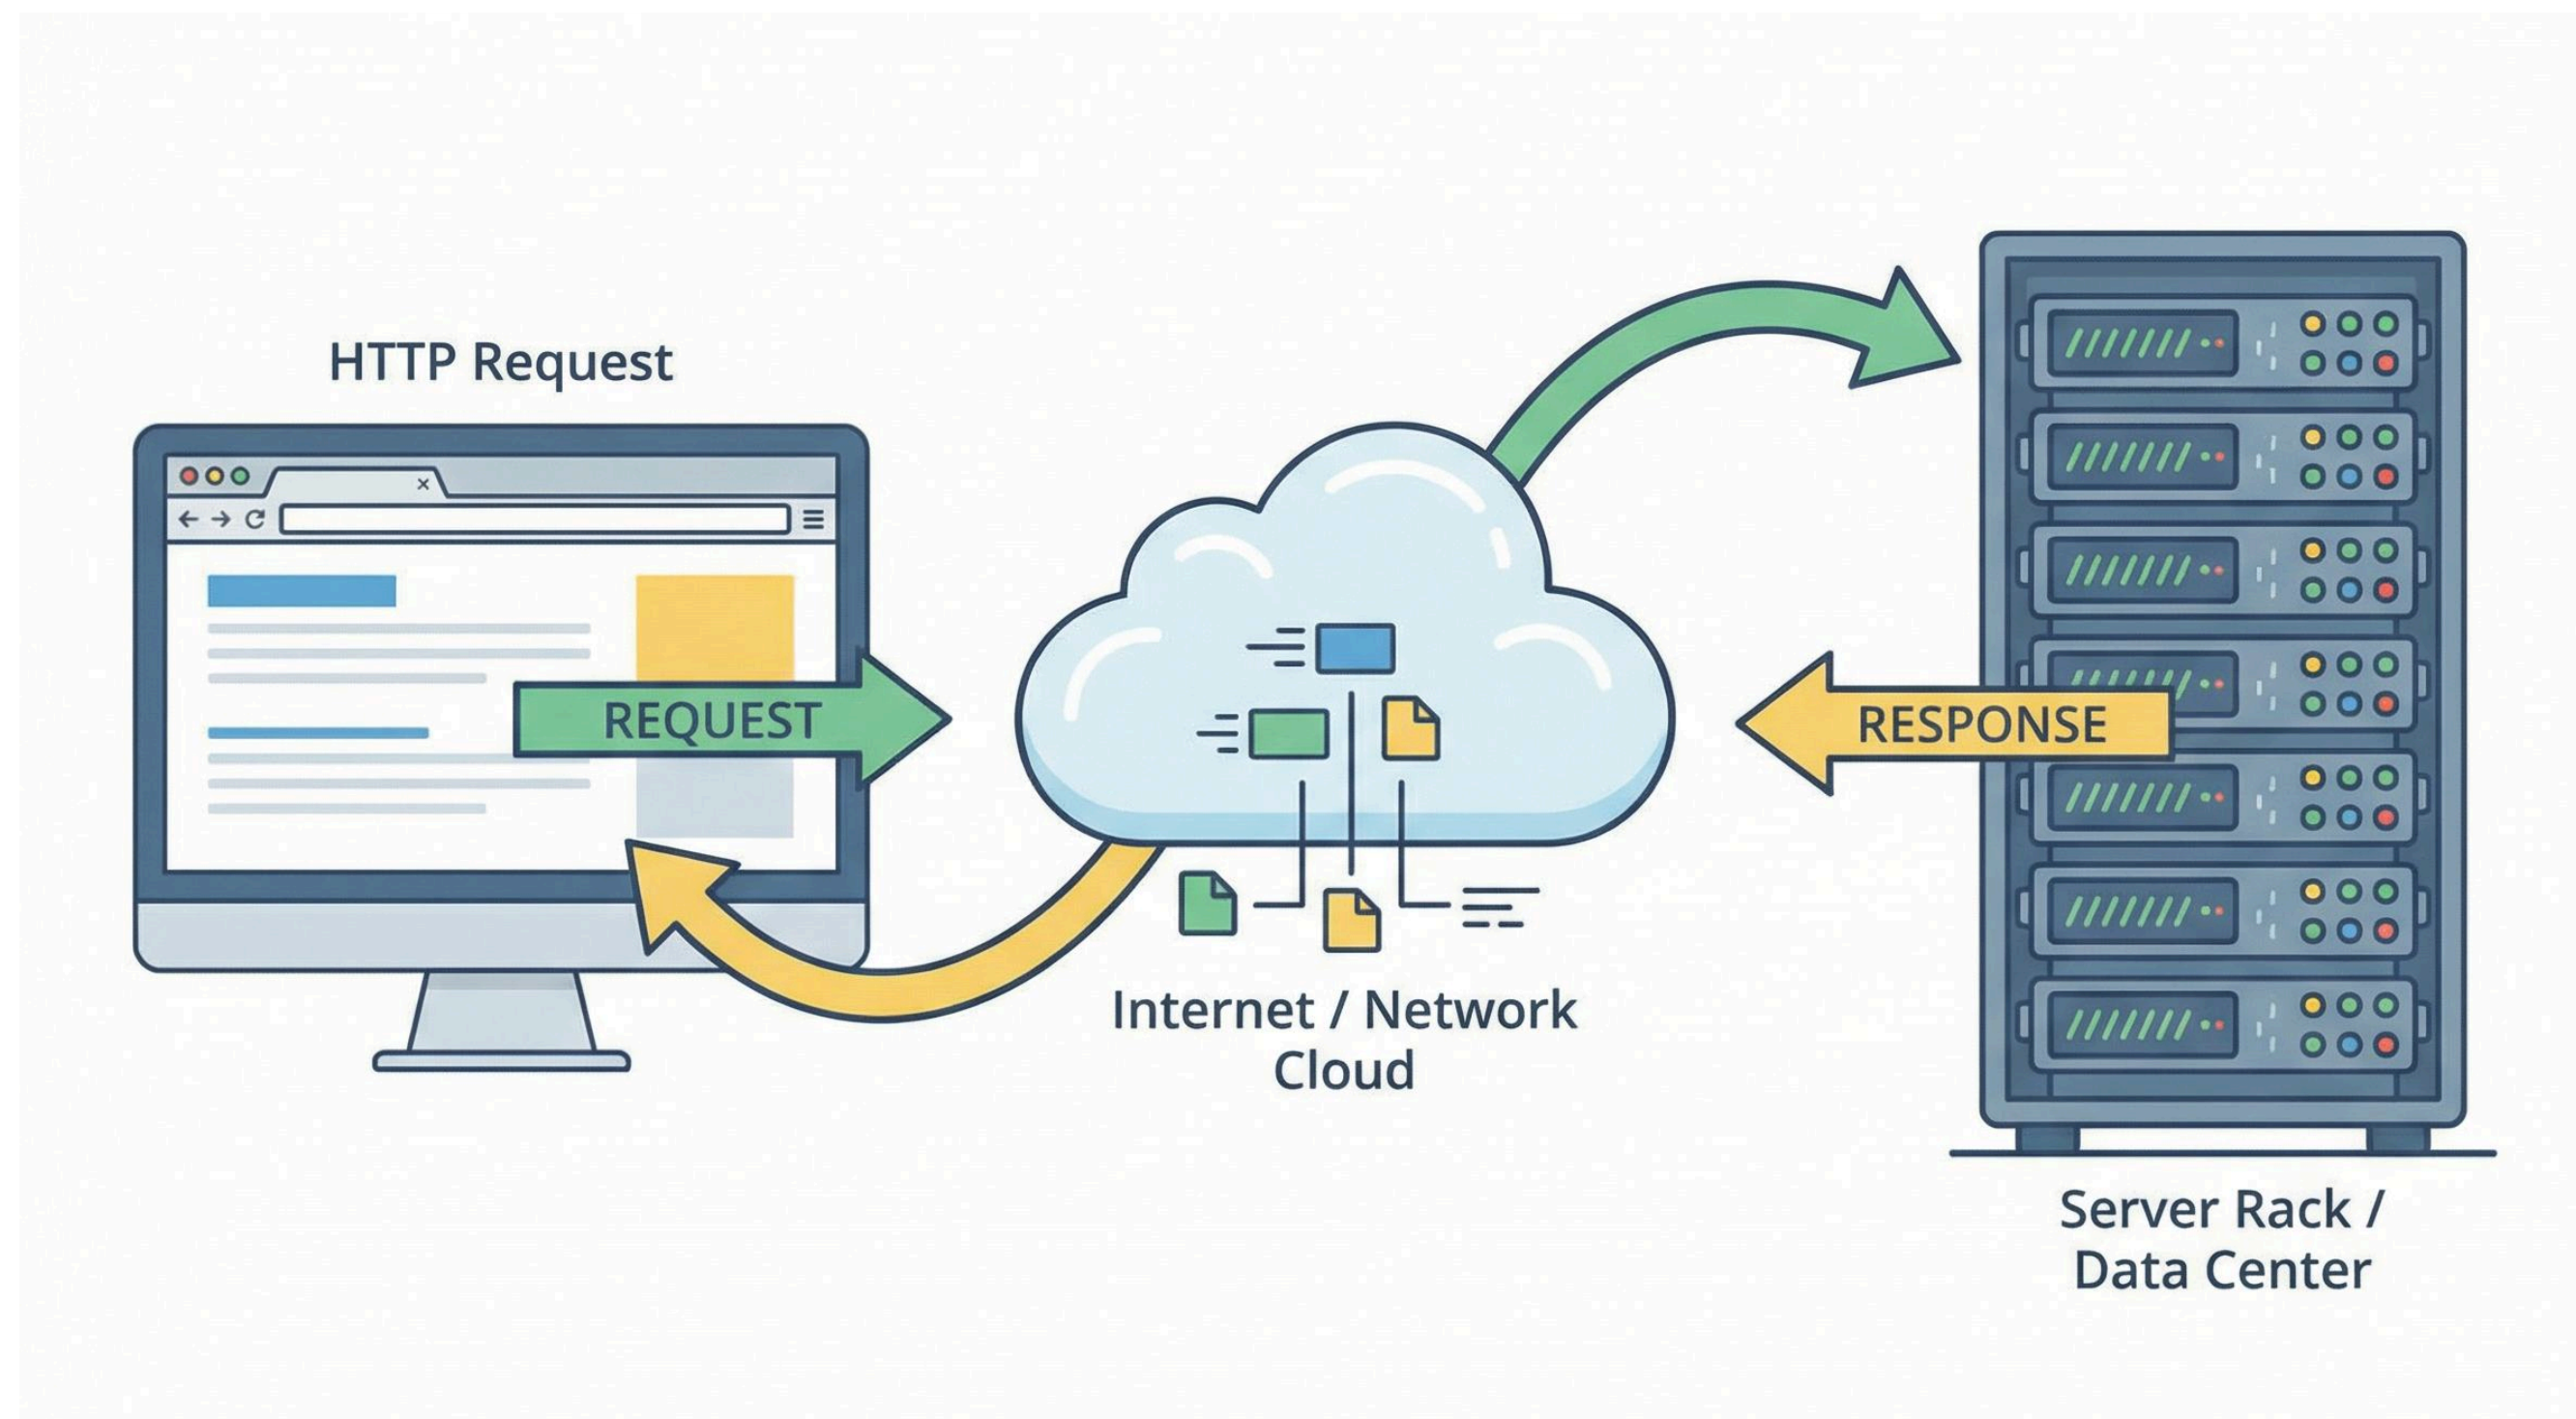 HTTP Request
REQUEST
RESPONSE
Internet / Network
Cloud
Server Rack /
Data Center